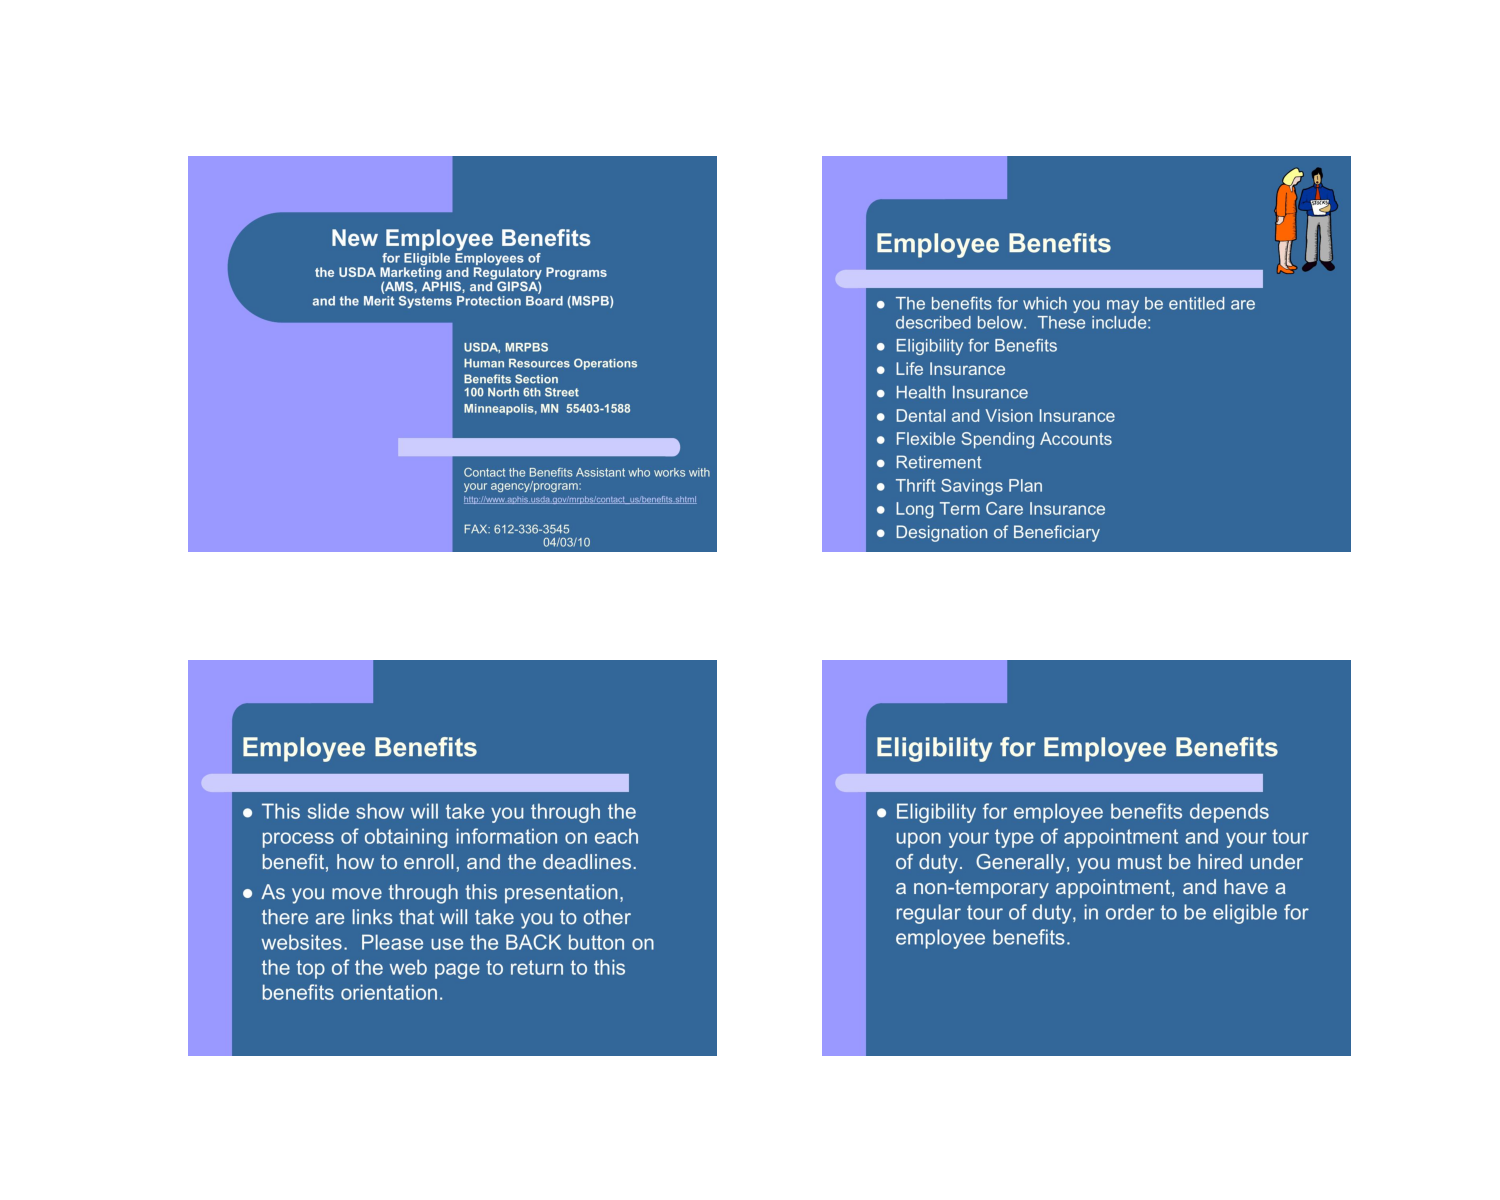 New Employee Benefits
for Eligible Employees of
the USDA Marketing and Regulatory Programs
(AMS, APHIS, and GIPSA)
and the Merit Systems Protection Board (MSPB)
USDA, MRPBS
Human Resources Operations
Benefits Section
100 North 6th Street
Minneapolis, MN  55403-1588
Contact the Benefits Assistant who works with
your agency/program:
http://www.aphis.usda.gov/mrpbs/contact_us/benefits.shtml
FAX: 612-336-3545
04/03/10
STOCKS
Employee Benefits
● The benefits for which you may be entitled are
described below.  These include:
● Eligibility for Benefits
● Life Insurance
● Health Insurance
● Dental and Vision Insurance
● Flexible Spending Accounts
● Retirement
● Thrift Savings Plan
● Long Term Care Insurance
● Designation of Beneficiary
Employee Benefits
● This slide show will take you through the
process of obtaining information on each
benefit, how to enroll, and the deadlines.
● As you move through this presentation,
there are links that will take you to other
websites.  Please use the BACK button on
the top of the web page to return to this
benefits orientation.
Eligibility for Employee Benefits
● Eligibility for employee benefits depends
upon your type of appointment and your tour
of duty.  Generally, you must be hired under
a non-temporary appointment, and have a
regular tour of duty, in order to be eligible for
employee benefits.